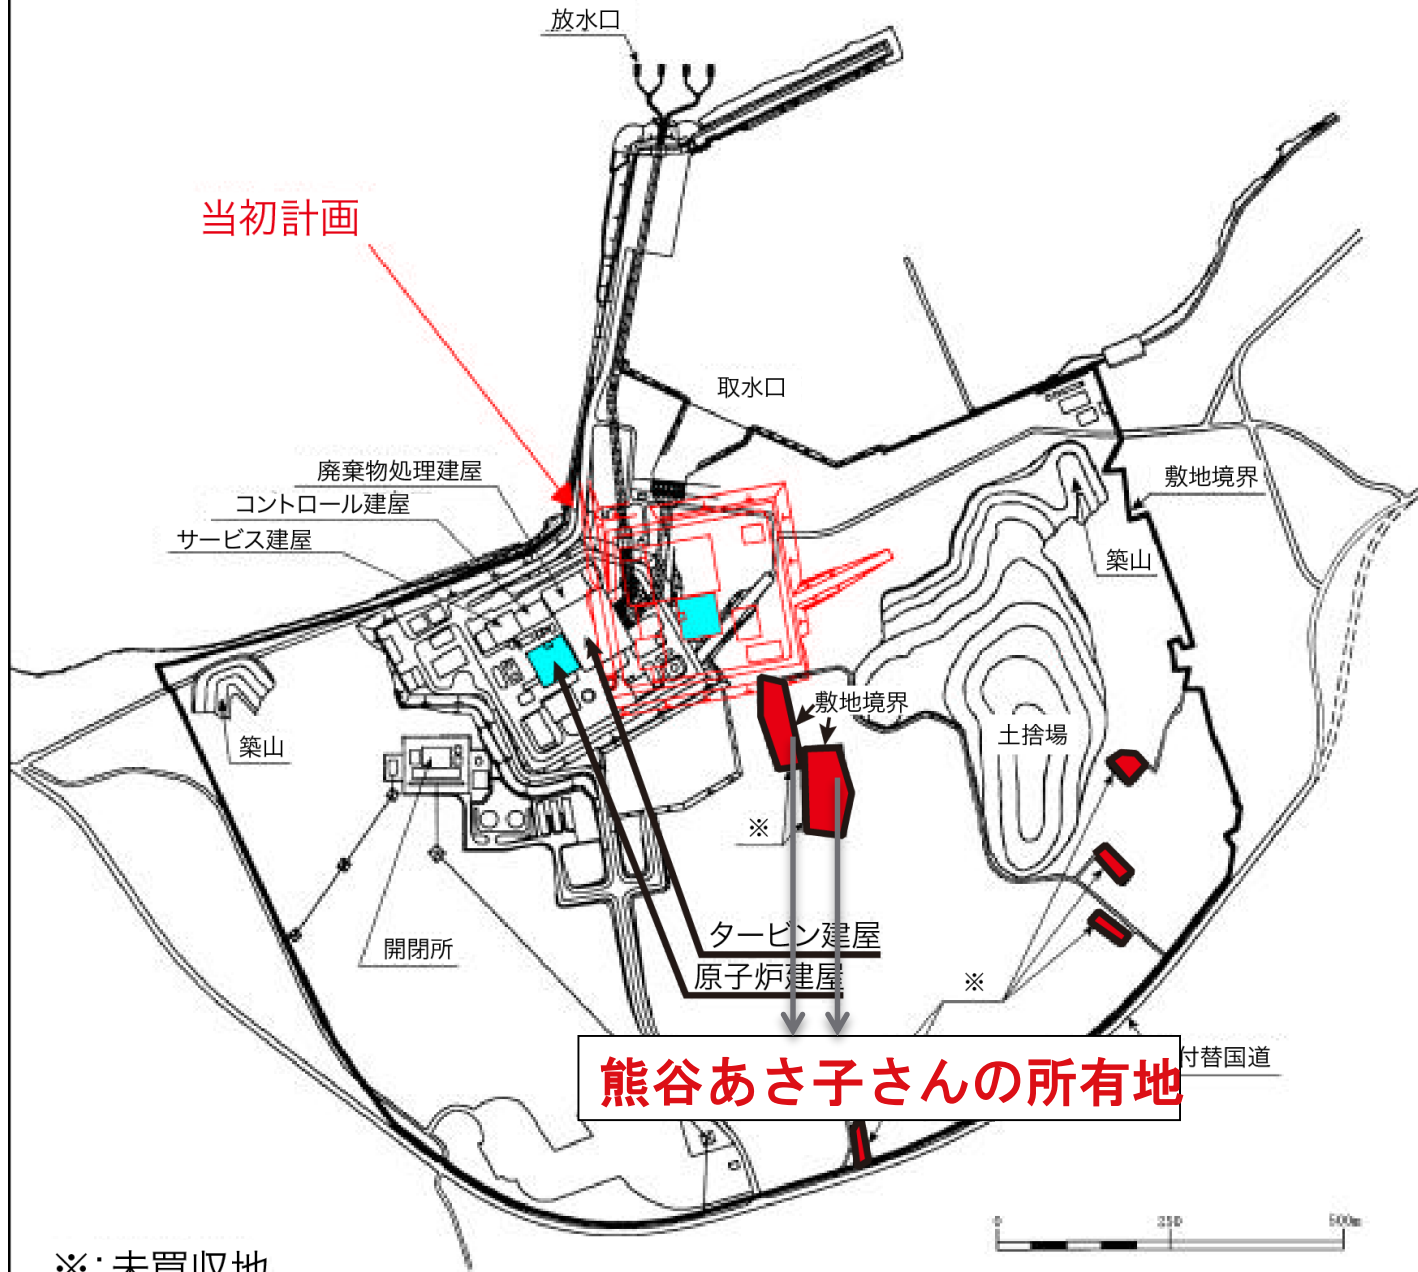 放水口
当初計画
取水口
廃棄物処理建屋
コントロール建屋
サービス建屋
敷地境界
築山
敷地境界
土捨場
築山
※
タービン建屋
原子炉建屋
開閉所
※
付替国道
熊谷あさ子さんの所有地
0 250 500m
※:未買収地